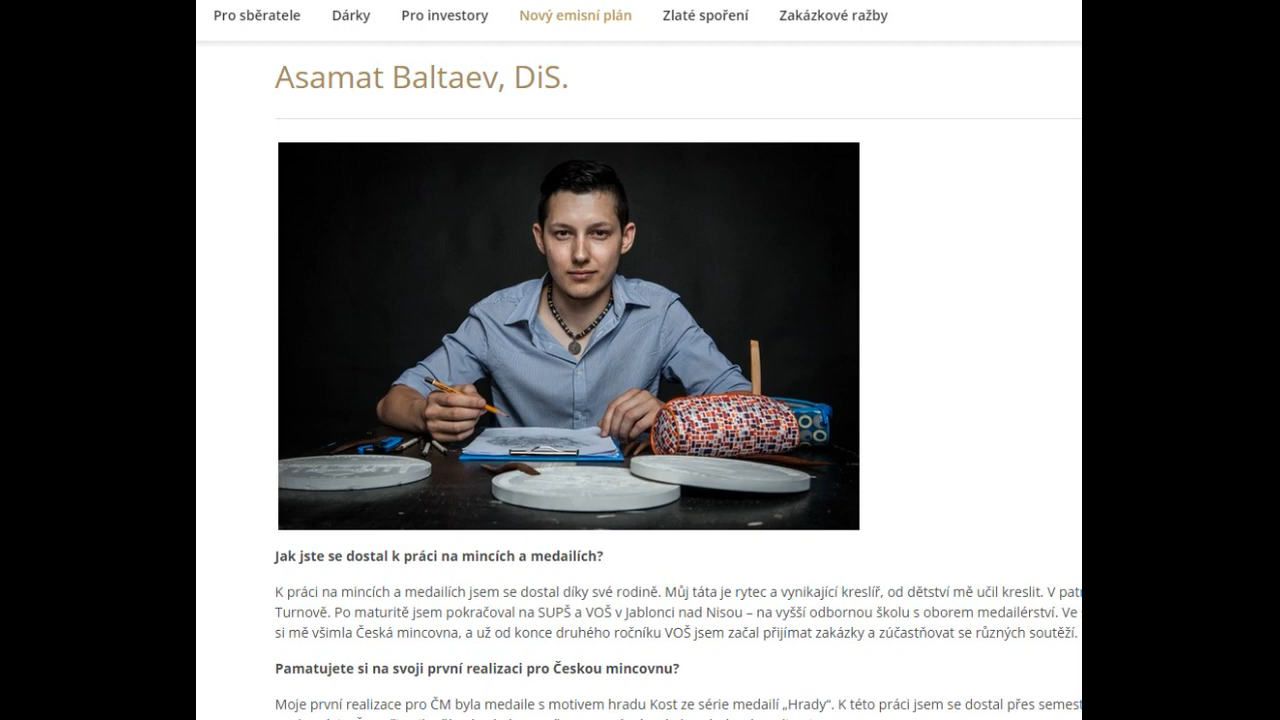 Pro sběratele Dárky Pro investory Nový emisní plán Zlaté spoření Zakázkové ražby
Asamat Baltaev, DiS.
Jak jste se dostal k práci na mincích a medailích?
K práci na mincích a medailích jsem se dostal díky své rodině. Můj táta je rytec a vynikající kreslíř, od dětství mě učil kreslit. V
Turnově. Po maturitě jsem pokračoval na SUPŠ a VOŠ v Jablonci nad Nisou – na vyšší odbornou školu s oborem medailérství. Ve
si mě všimla Česká mincovna, a už od konce druhého ročníku VOŠ jsem začal přijímat zakázky a zúčastňovat se různých soutěží.
Pamatujete si na svoji první realizaci pro Českou mincovnu?
Moje první realizace pro ČM byla medaile s motivem hradu Kost ze série medailí „Hrady“. K této práci jsem se dostal přes